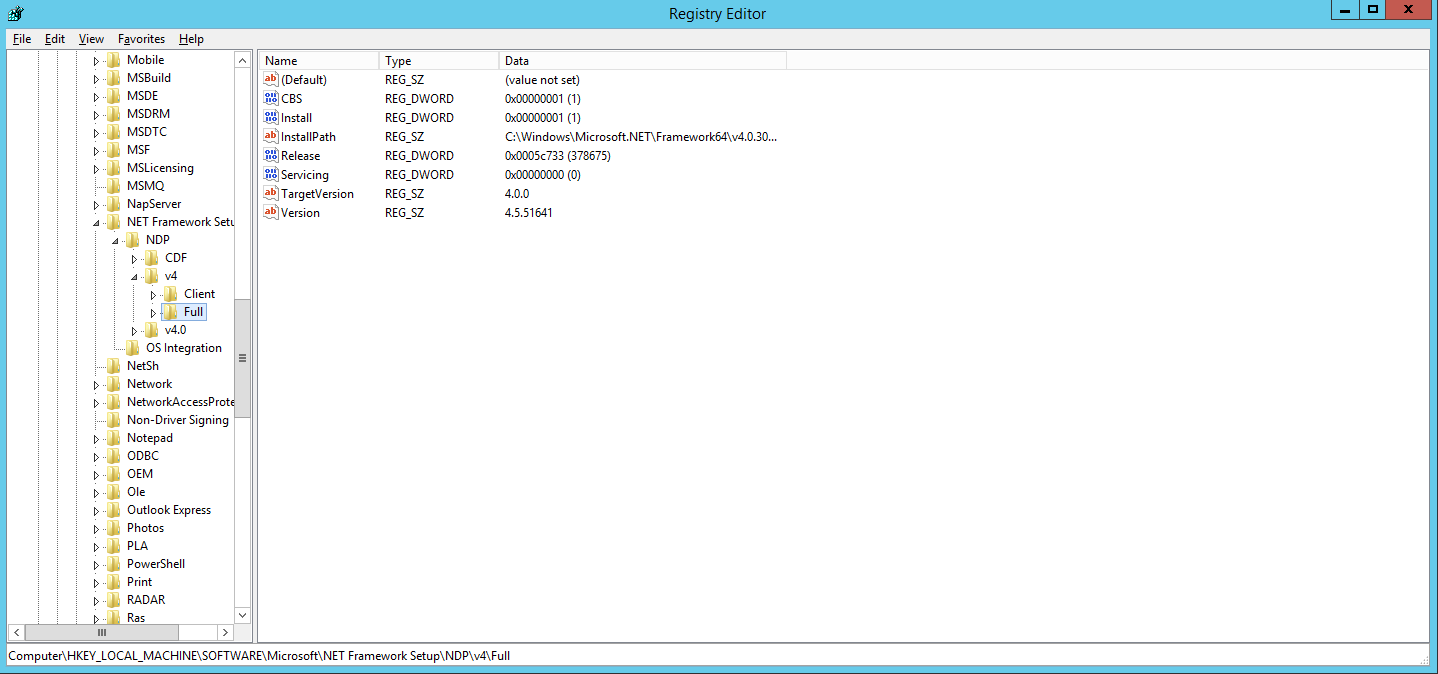 Registry Editor
File Edit View Favorites Help
Mobile
MSBuild
MSDE
MSDRM
MSDTC
MSF
MSLicensing
MSMQ
NapServer
NET Framework Setu
NDP
CDF
v4
Client
Full
v4.0
OS Integration
NetSh
Network
NetworkAccessProte
Non-Driver Signing
Notepad
ODBC
OEM
Ole
Outlook Express
Photos
PLA
PowerShell
Print
RADAR
Ras
Name Type Data
(Default) REG_SZ (value not set)
CBS REG_DWORD 0x00000001 (1)
Install REG_DWORD 0x00000001 (1)
InstallPath REG_SZ C:\Windows\Microsoft.NET\Framework64\v4.0.30...
Release REG_DWORD 0x0005c733 (378675)
Servicing REG_DWORD 0x00000000 (0)
TargetVersion REG_SZ 4.0.0
Version REG_SZ 4.5.51641
Computer\HKEY_LOCAL_MACHINE\SOFTWARE\Microsoft\NET Framework Setup\NDP\v4\Full